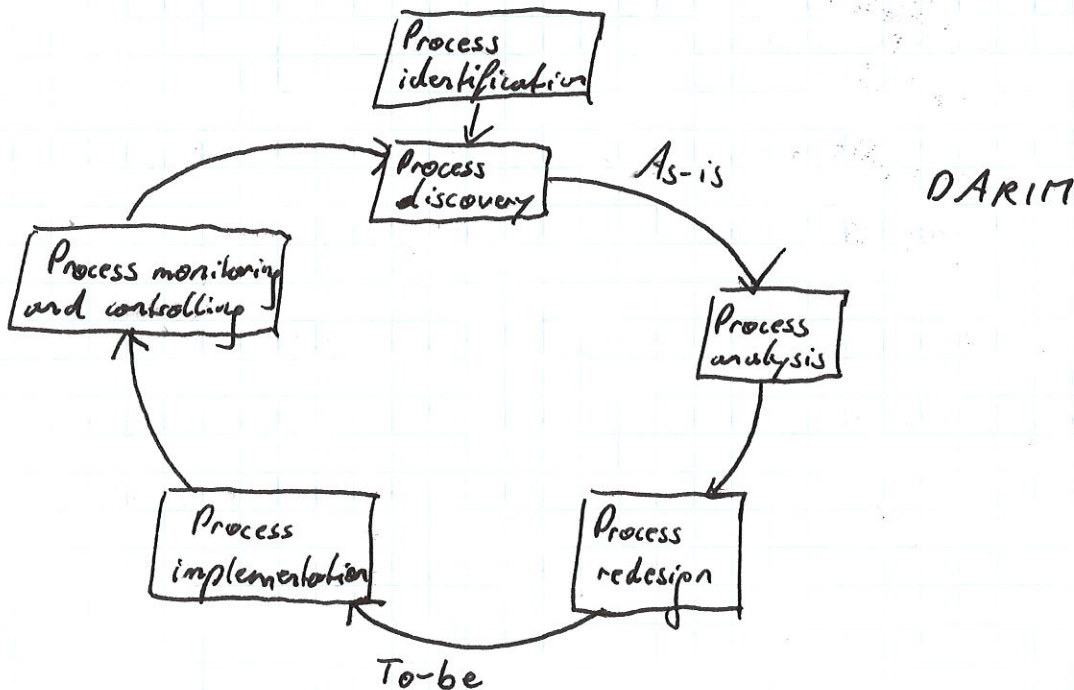 Process
identification
Process
discovery
As-is
DARIM
Process monitoring
and controlling
Process
analysis
Process
implementation
Process
redesign
To-be